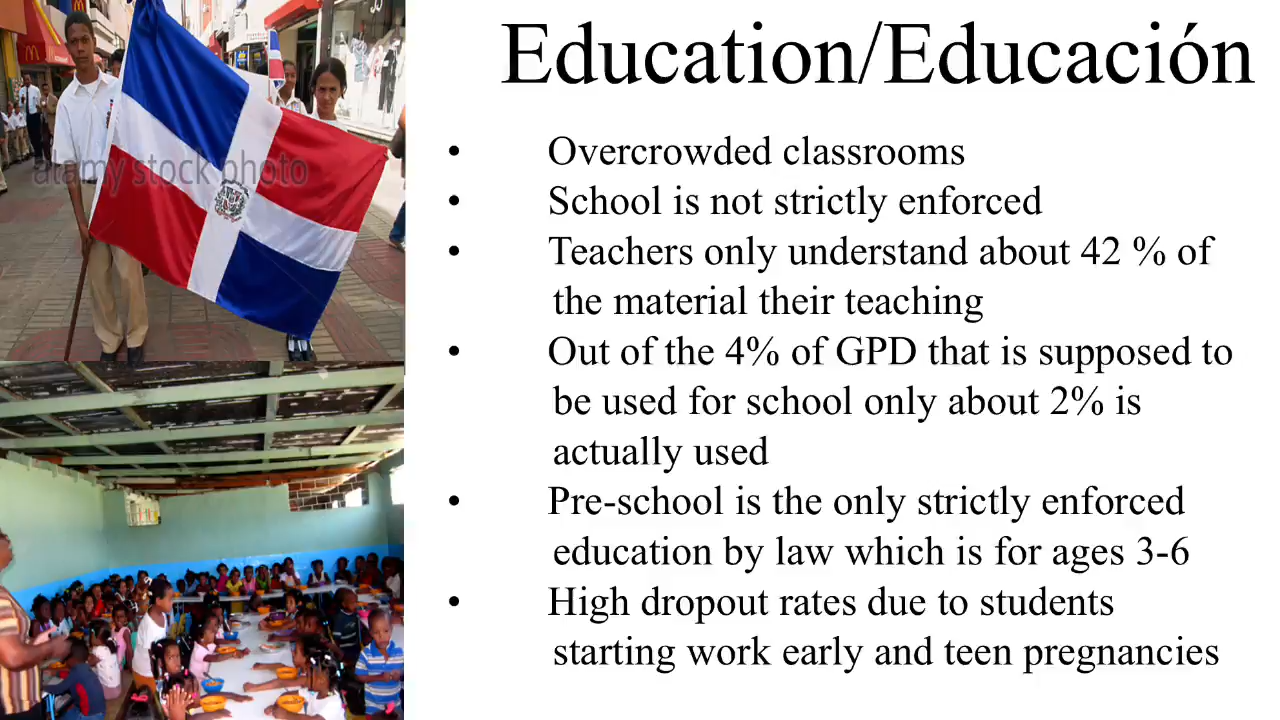 Education/Educación
alamy stock photo
• Overcrowded classrooms
• School is not strictly enforced
• Teachers only understand about 42 % of
the material their teaching
• Out of the 4% of GPD that is supposed to
be used for school only about 2% is
actually used
• Pre-school is the only strictly enforced
education by law which is for ages 3-6
• High dropout rates due to students
starting work early and teen pregnancies